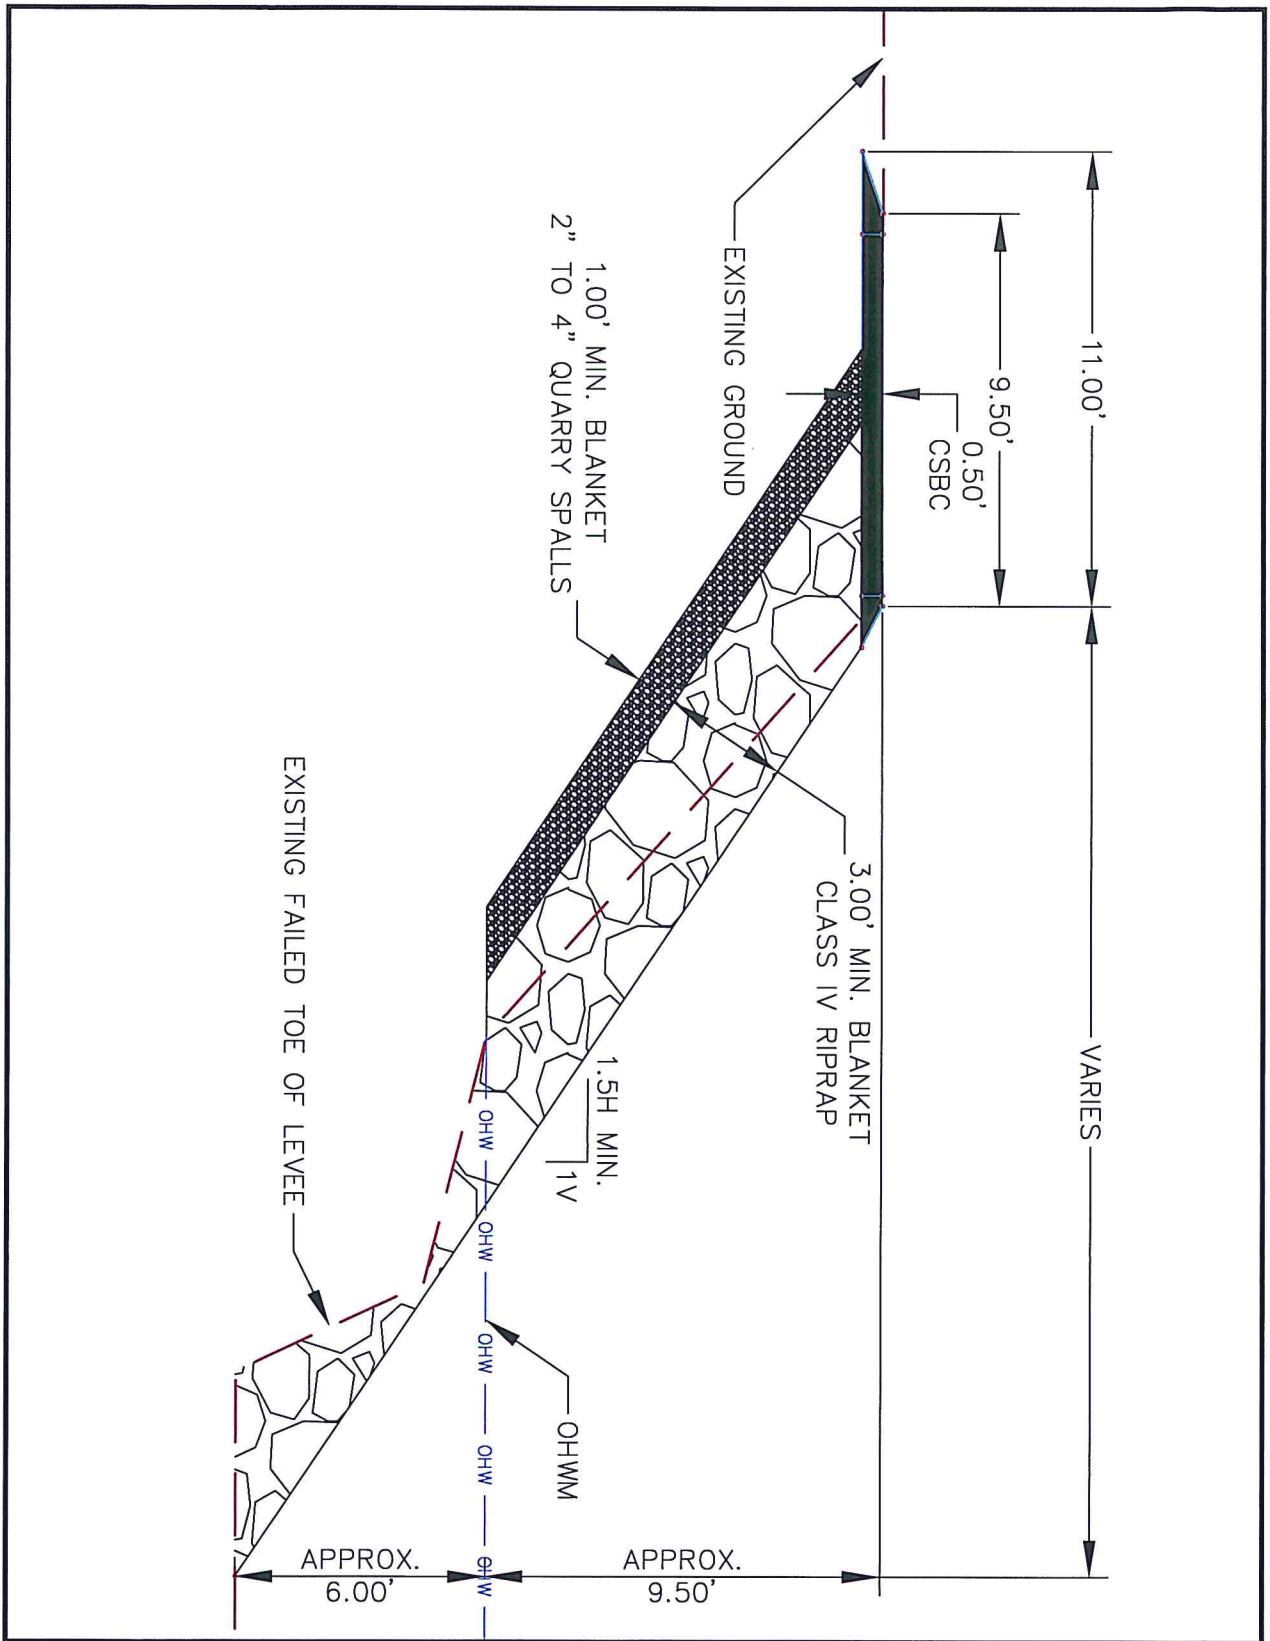 11.00'
VARIES
9.50'
0.50'
CSBC
EXISTING GROUND
3.00' MIN. BLANKET
CLASS IV RIPRAP
1.00' MIN. BLANKET
2" TO 4" QUARRY SPALLS
1.5H MIN.
1V
OHWM
OHW
OHW
OHW
OHW
OHW
EXISTING FAILED TOE OF LEVEE
APPROX.
9.50'
APPROX.
6.00'